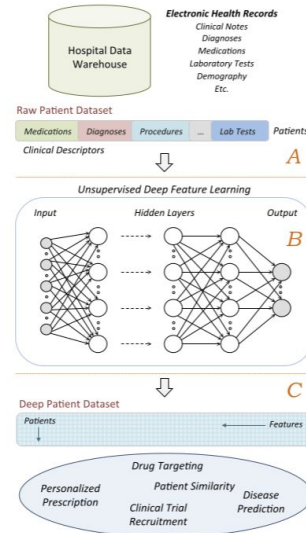 Hospital Data
Warehouse
Electronic Health Records
Clinical Notes
Diagnoses
Medications
Laboratory Tests
Demography
Etc.
Raw Patient Dataset
Medications Diagnoses Procedures ... Lab Tests Patients
Clinical Descriptors
A
Unsupervised Deep Feature Learning
Input Hidden Layers Output
B
C
Deep Patient Dataset
Patients Features
Drug Targeting
Personalized
Prescription
Patient Similarity
Clinical Trial
Recruitment
Disease
Prediction